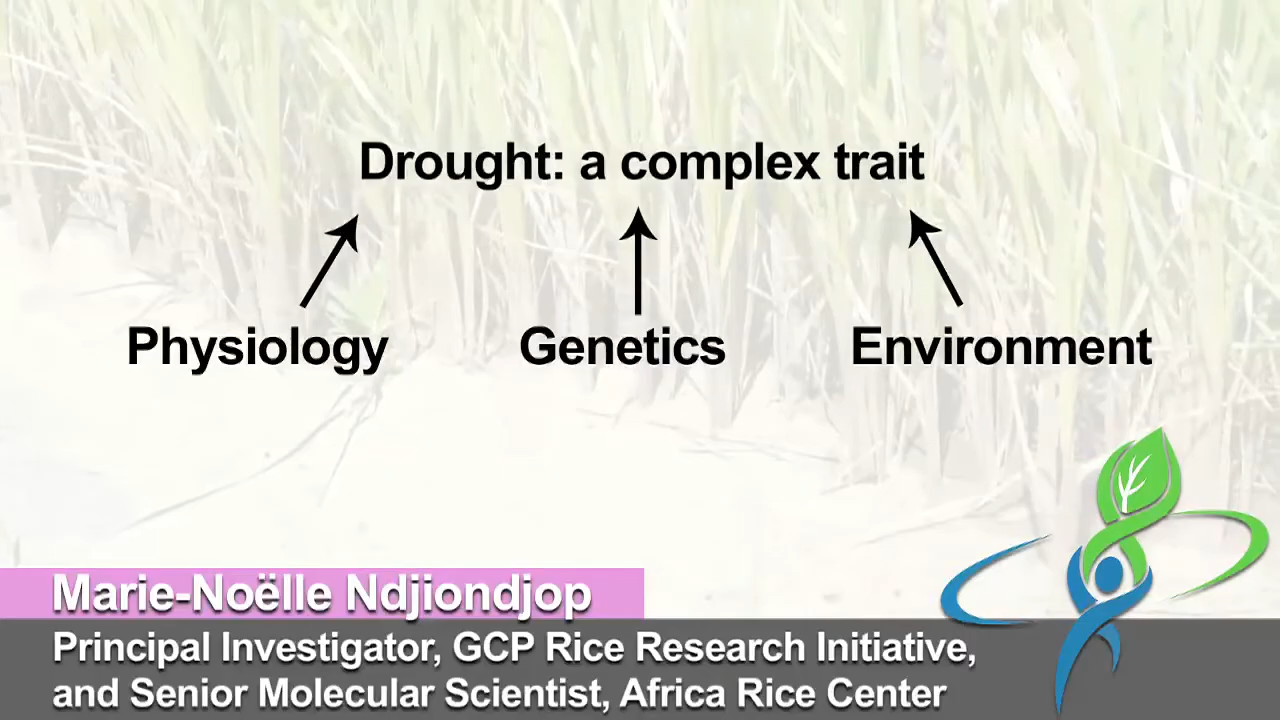 Drought: a complex trait
Physiology
Genetics
Environment
Marie-Noëlle Ndjiondjop
Principal Investigator, GCP Rice Research Initiative,
and Senior Molecular Scientist, Africa Rice Center